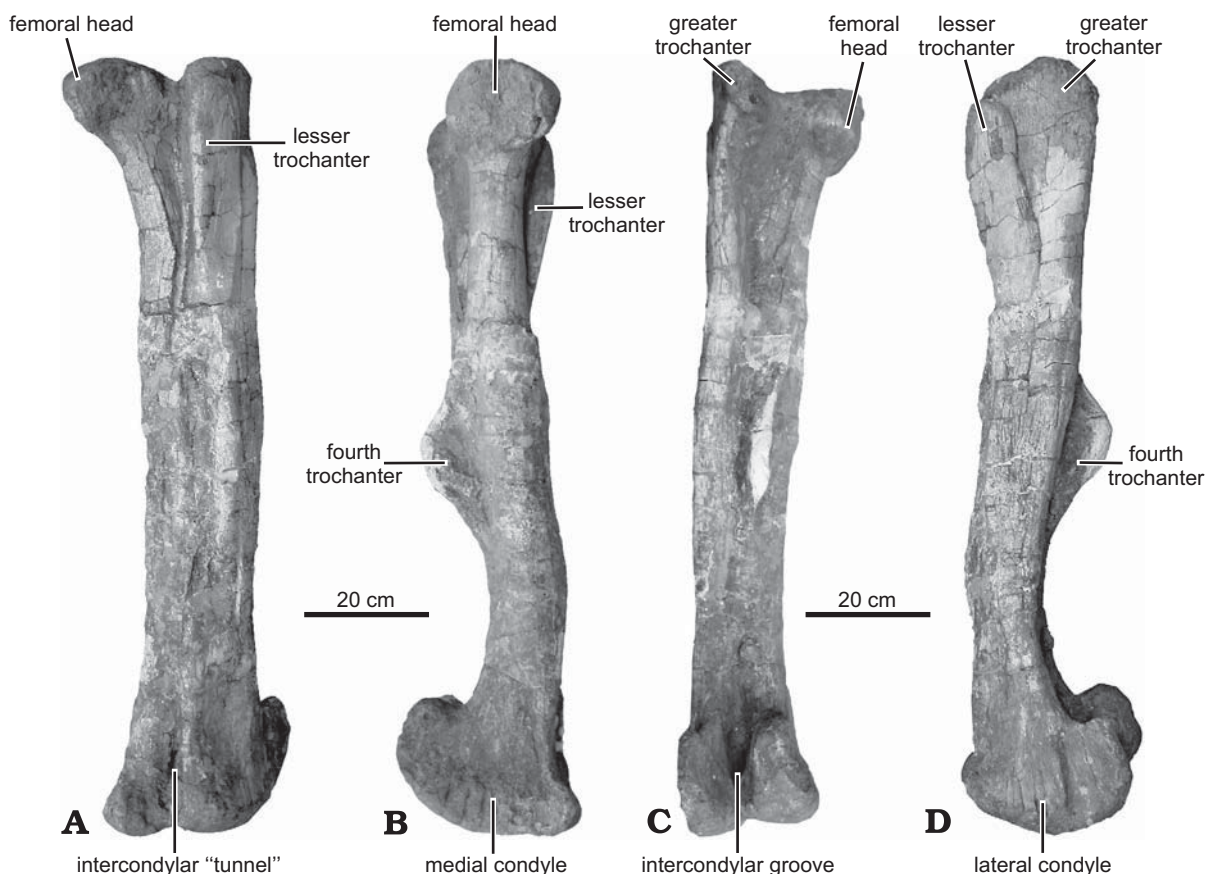 femoral head
lesser
trochanter
A
intercondylar “tunnel”
femoral head
lesser
trochanter
fourth
trochanter
20 cm
B
medial condyle
greater
trochanter
femoral
head
20 cm
C
intercondylar groove
lesser
trochanter
greater
trochanter
fourth
trochanter
D
lateral condyle